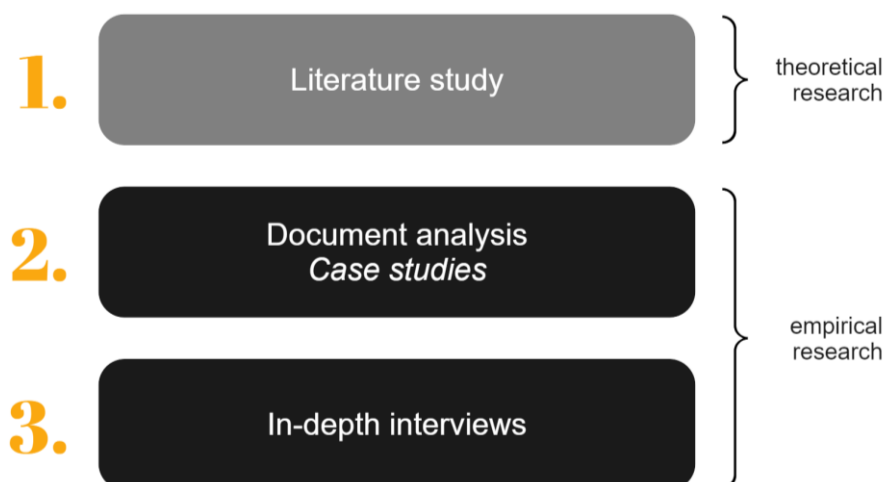 1.
Literature study
theoretical
research
2.
Document analysis
Case studies
empirical
research
3.
In-depth interviews